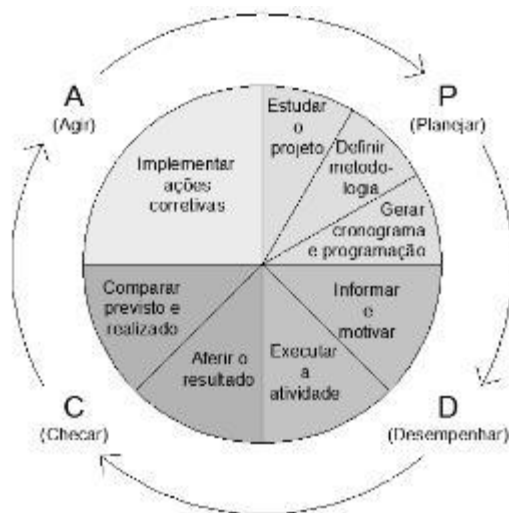 A
(Agir)
P
(Planejar)
Estudar
o
projeto
Definir
metodo-
logia
Gerar
cronograma
e programação
Informar
e
motivar
Executar
a
atividade
D
(Desempenhar)
Aferir o
resultado
Comparar
previsto e
realizado
C
(Checar)
Implementar
ações
corretivas